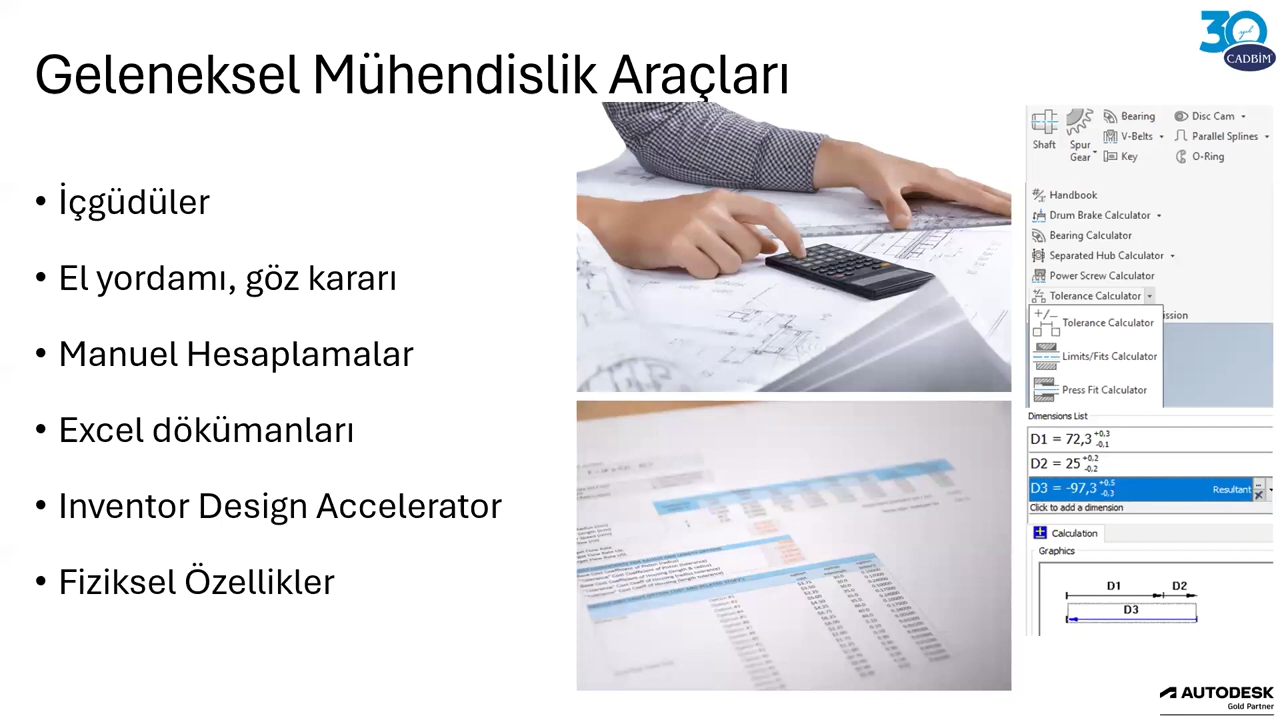 30
yıl
CADBİM
Geleneksel Mühendislik Araçları
• İçgüdüler
• El yordamı, göz kararı
• Manuel Hesaplamalar
• Excel dökümanları
• Inventor Design Accelerator
• Fiziksel Özellikler
Shaft
Spur
Gear
Bearing
V-Belts
Key
Disc Cam
Parallel Splines
O-Ring
Handbook
Drum Brake Calculator
Bearing Calculator
Separated Hub Calculator
Power Screw Calculator
Tolerance Calculator
ission
Tolerance Calculator
Limits/Fits Calculator
Press Fit Calculator
Dimensions List
D1 = 72,3 +0,3 -0,1
D2 = 25 +0,2 -0,2
D3 = -97,3 +0,5 -0,3 Resultant
Click to add a dimension
Calculation
Graphics
D1 D2
D3
AUTODESK
Gold Partner